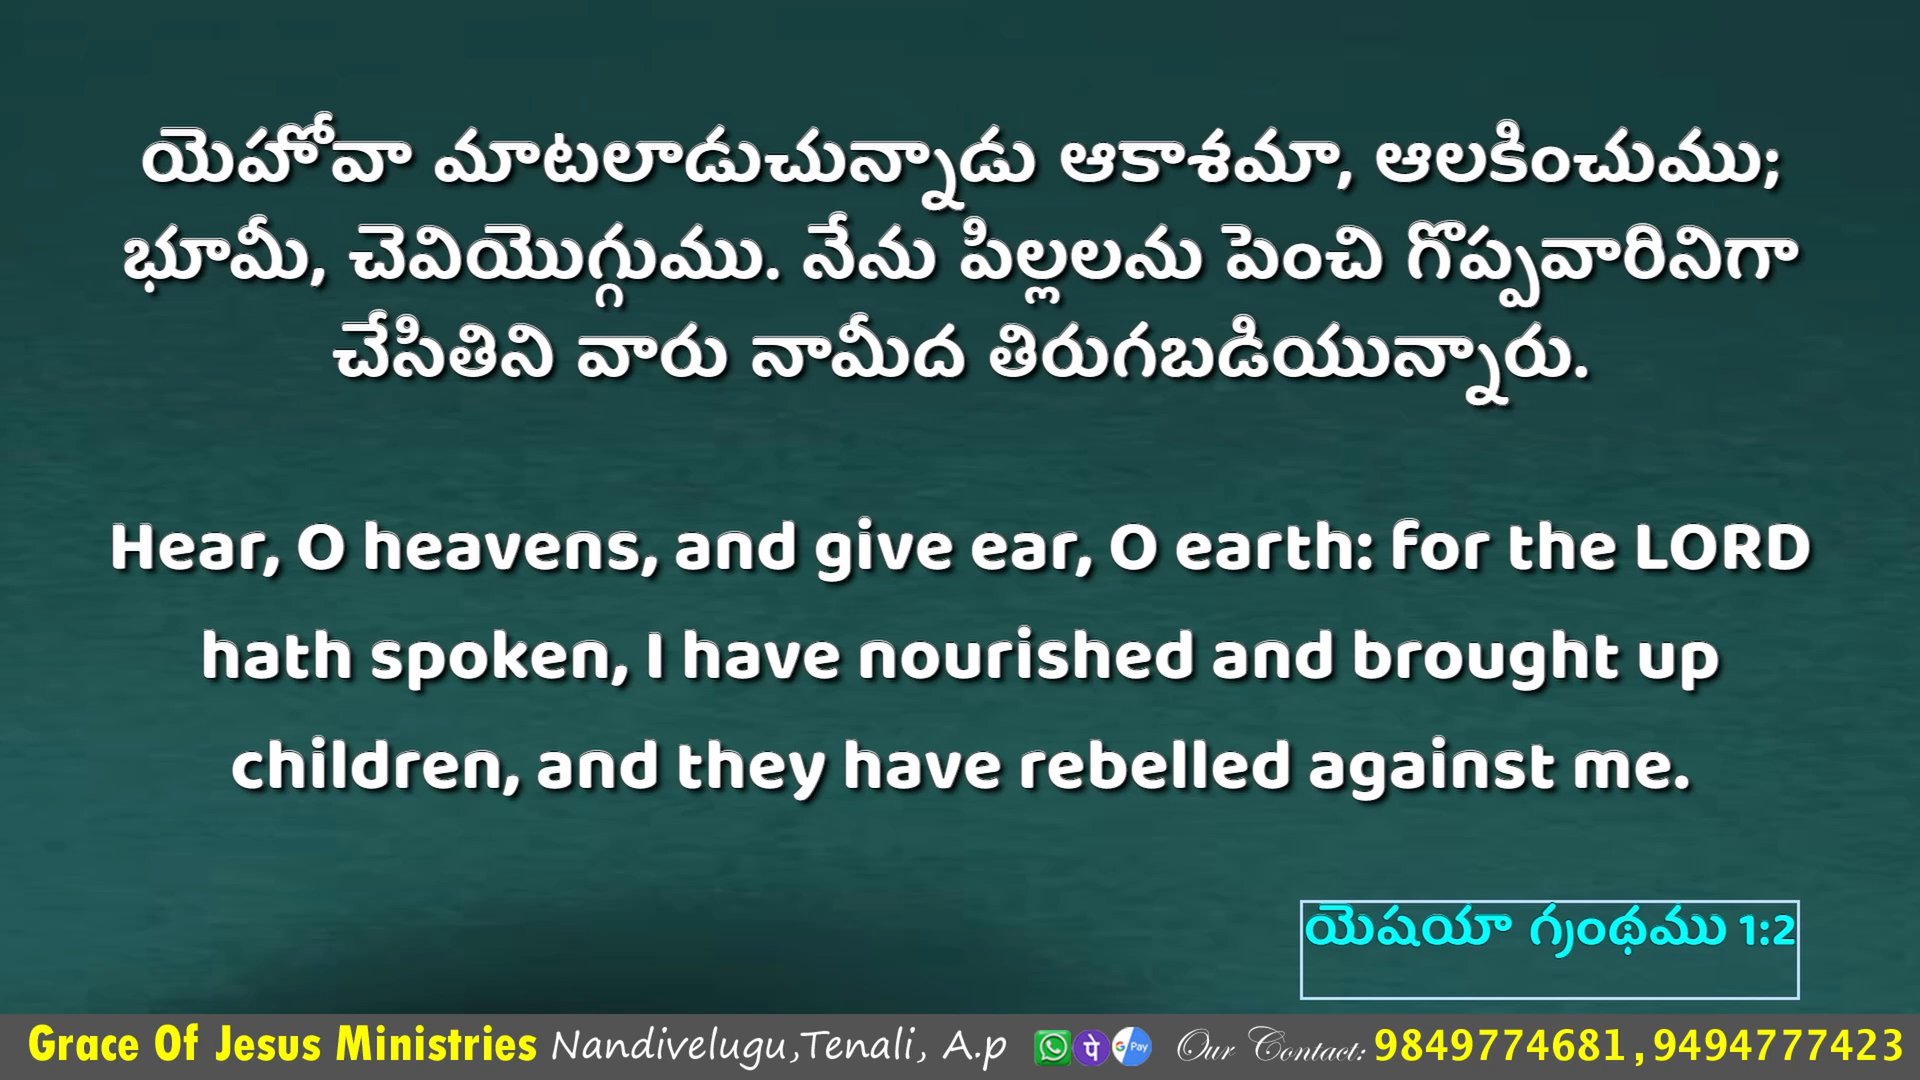 యెహోవా మాటలాడుచున్నాడు ఆకాశమా, ఆలకించుము;
భూమీ, చెవియొగ్గుము. నేను పిల్లలను పెంచి గొప్పవారినిగా
చేసితిని వారు నామీద తిరుగబడియున్నారు.
Hear, O heavens, and give ear, O earth: for the LORD
hath spoken, I have nourished and brought up
children, and they have rebelled against me.
యెషయా గ్రంథము 1:2
Grace Of Jesus Ministries Nandivelugu,Tenali, A.p पे G Pay Our Contact: 9849774681,9494777423